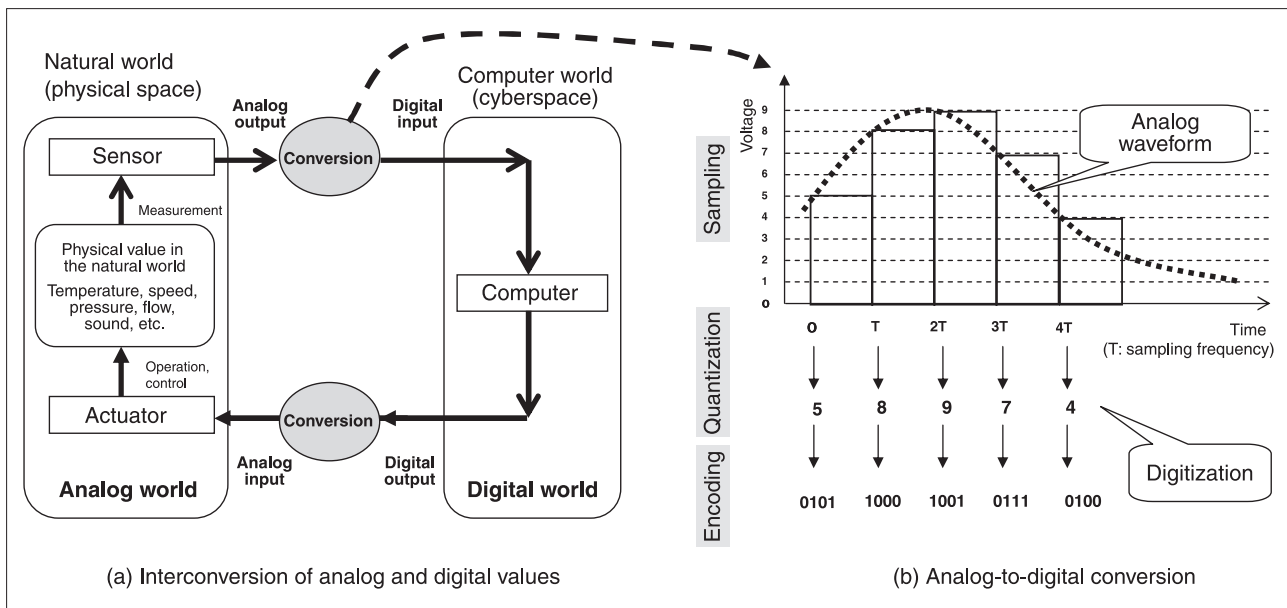 Natural world
(physical space)
Analog
output
Digital
input
Computer world
(cyberspace)
Sensor
Conversion
Measurement
Physical value in
the natural world
Temperature, speed,
pressure, flow,
sound, etc.
Computer
Operation,
control
Actuator
Conversion
Analog
input
Digital
output
Analog world
Digital world
(a) Interconversion of analog and digital values
Sampling
Voltage
9
8
7
6
5
4
3
2
1
0
Analog
waveform
0 T 2T 3T 4T
Time
(T: sampling frequency)
Quantization
5 8 9 7 4
Digitization
Encoding
0101 1000 1001 0111 0100
(b) Analog-to-digital conversion